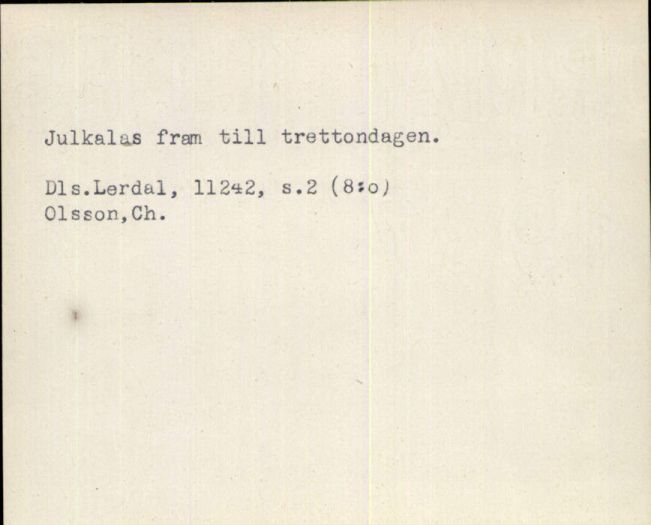 Julkalas fram till trettondagen.
Dls.Lerdal, 11242, s.2 (8:o)
Olsson,Ch.